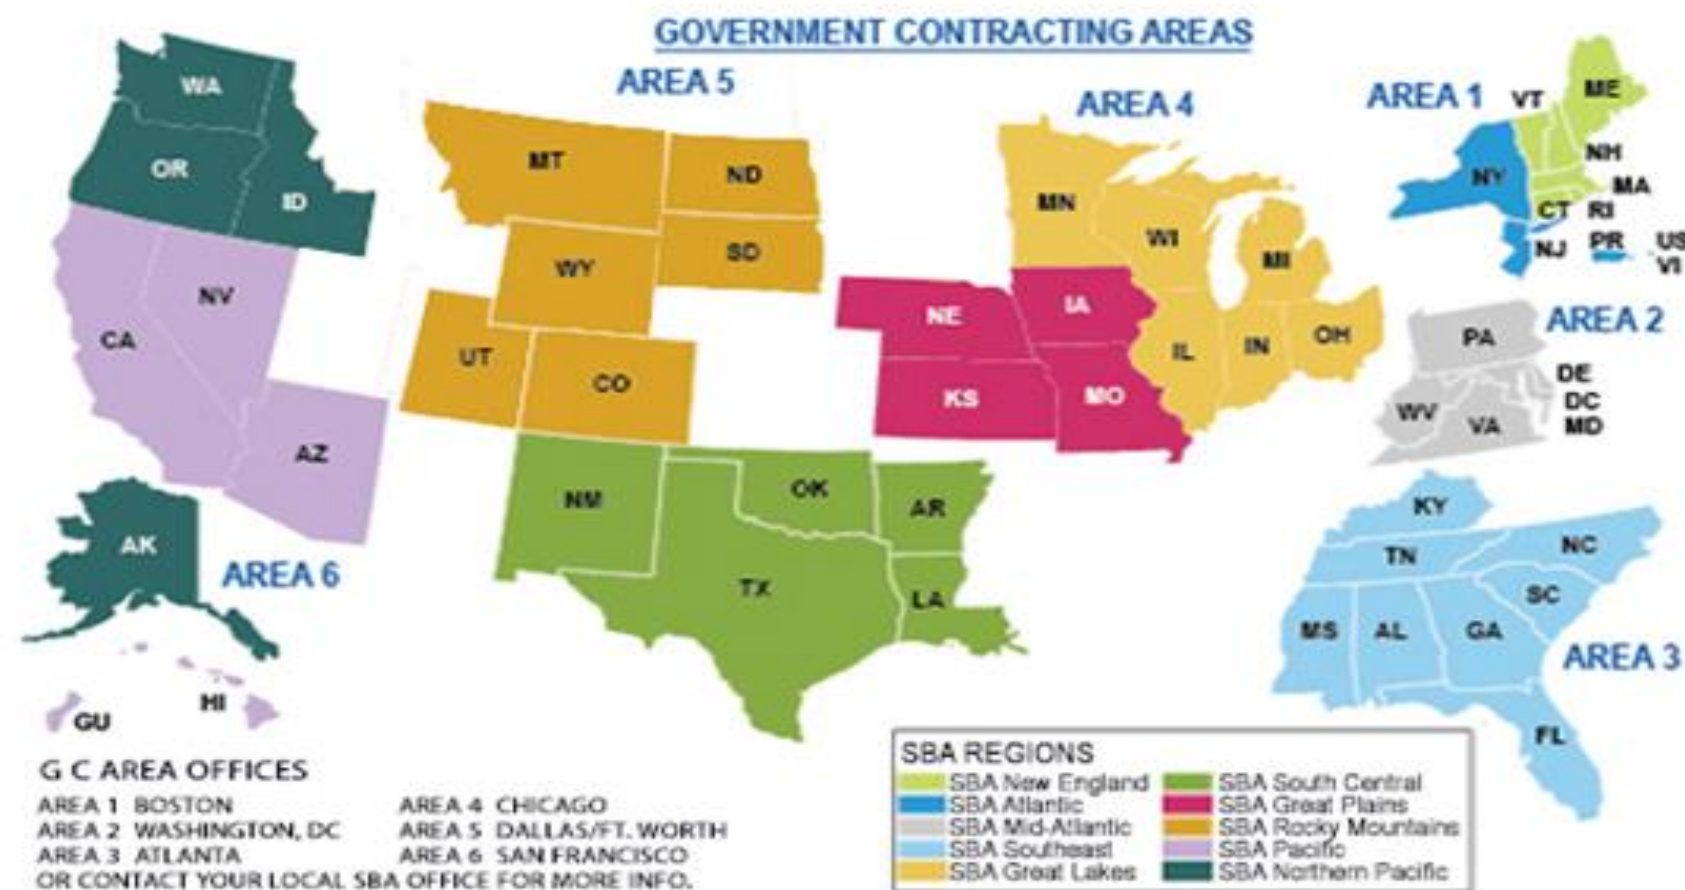 GOVERNMENT CONTRACTING AREAS
AREA 5
AREA 4
AREA 1
VT
ME
WA
OR
ID
MT
ND
MN
WI
MI
NY
NH
MA
CT RI
NJ
PR
US
VI
WY
SD
NV
CA
UT
CO
NE
IA
KS
MO
IL
IN
OH
PA
AREA 2
DE
DC
MD
WV
VA
AZ
NM
OK
AR
TX
LA
AK
AREA 6
KY
TN
NC
SC
MS
AL
GA
AREA 3
FL
HI
GU
G C AREA OFFICES
AREA 1 BOSTON
AREA 2 WASHINGTON, DC
AREA 3 ATLANTA
AREA 4 CHICAGO
AREA 5 DALLAS/FT. WORTH
AREA 6 SAN FRANCISCO
OR CONTACT YOUR LOCAL SBA OFFICE FOR MORE INFO.
SBA REGIONS
SBA New England
SBA Atlantic
SBA Mid-Atlantic
SBA Southeast
SBA Great Lakes
SBA South Central
SBA Great Plains
SBA Rocky Mountains
SBA Pacific
SBA Northern Pacific